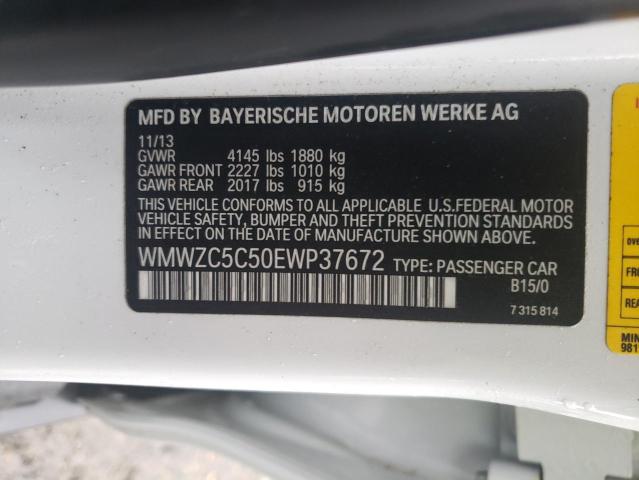 MFD BY BAYERISCHE MOTOREN WERKE AG
11/13
GVWR 4145 lbs 1880 kg
GAWR FRONT 2227 lbs 1010 kg
GAWR REAR 2017 lbs 915 kg
THIS VEHICLE CONFORMS TO ALL APPLICABLE U.S.FEDERAL MOTOR
VEHICLE SAFETY, BUMPER AND THEFT PREVENTION STANDARDS
IN EFFECT ON THE DATE OF MANUFACTURE SHOWN ABOVE.
WMWZC5C50EWP37672 TYPE: PASSENGER CAR
B15/0
7 315 814